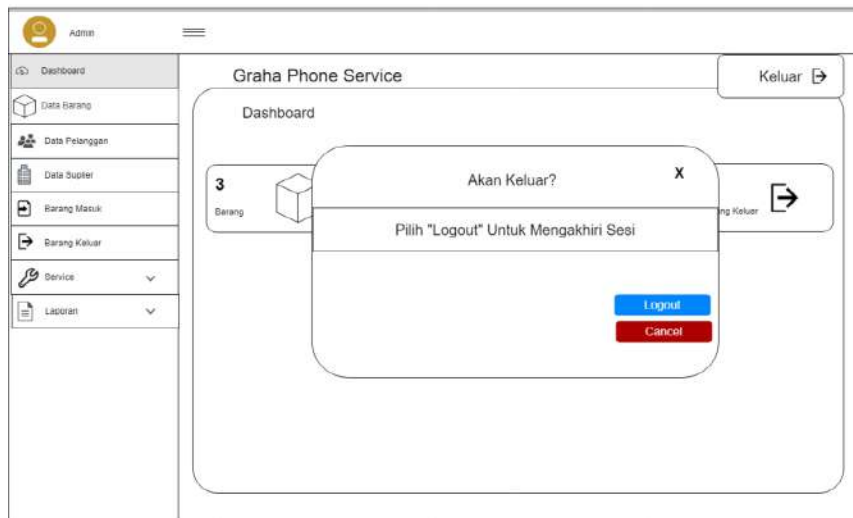 Admin
Dashboard
Graha Phone Service
Keluar
Data Barang
Dashboard
Data Pelanggan
Data Suplier
Barang Masuk
Barang Keluar
Service
Laporan
3
Barang
ng Keluar
Akan Keluar?
X
Pilih "Logout" Untuk Mengakhiri Sesi
Logout
Cancel